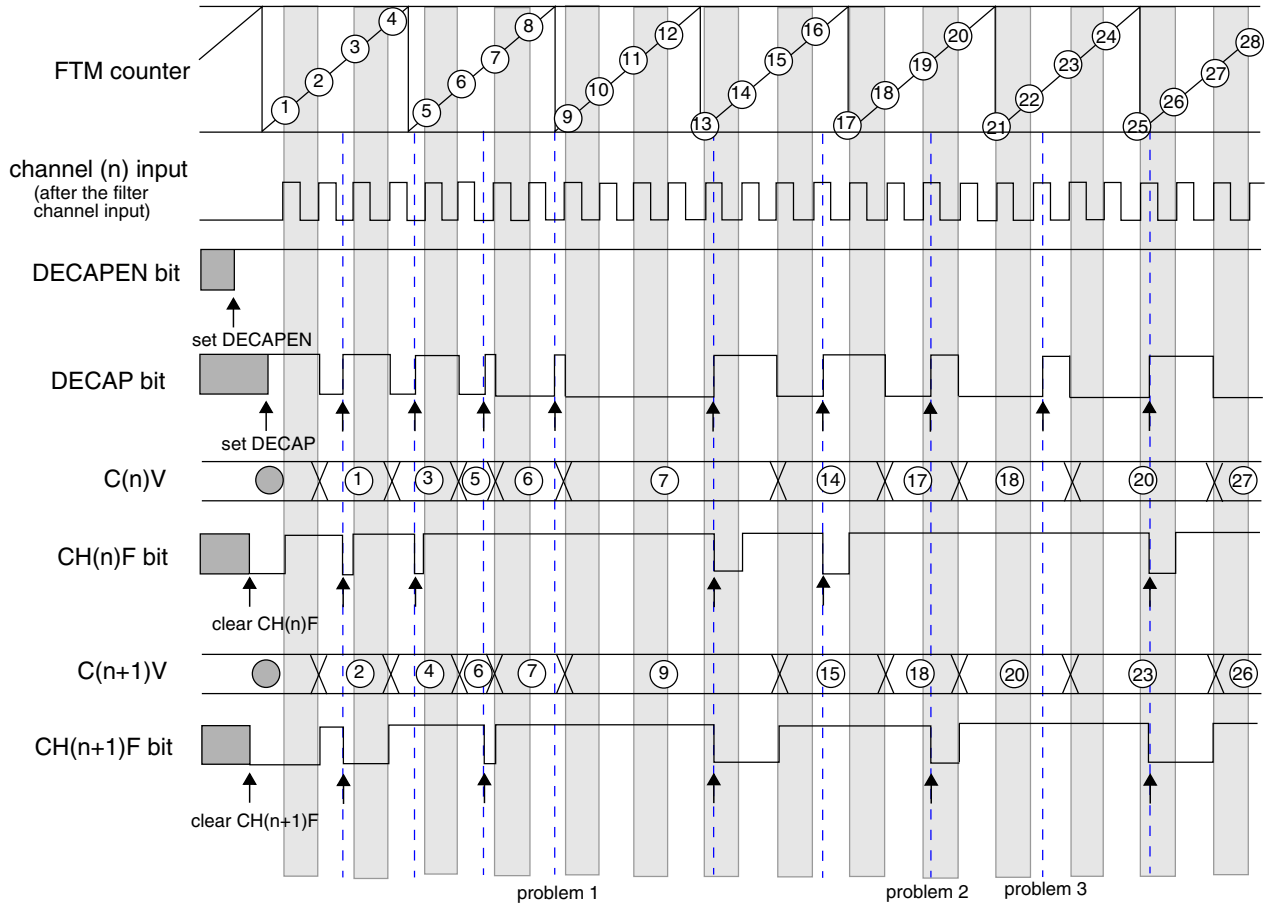 4 8 12 16 20 24 28
3 7 11 15 19 23 27
FTM counter
2 6 10 14 18 22 26
1 5 9 13 17 21 25
channel (n) input
(after the filter
channel input)
DECAPEN bit
set DECAPEN
DECAP bit
set DECAP
C(n)V 1 3 5 6 7 14 17 18 20 27
CH(n)F bit
clear CH(n)F
C(n+1)V 2 4 6 7 9 15 18 20 23 26
CH(n+1)F bit
clear CH(n+1)F
problem 1 problem 2 problem 3